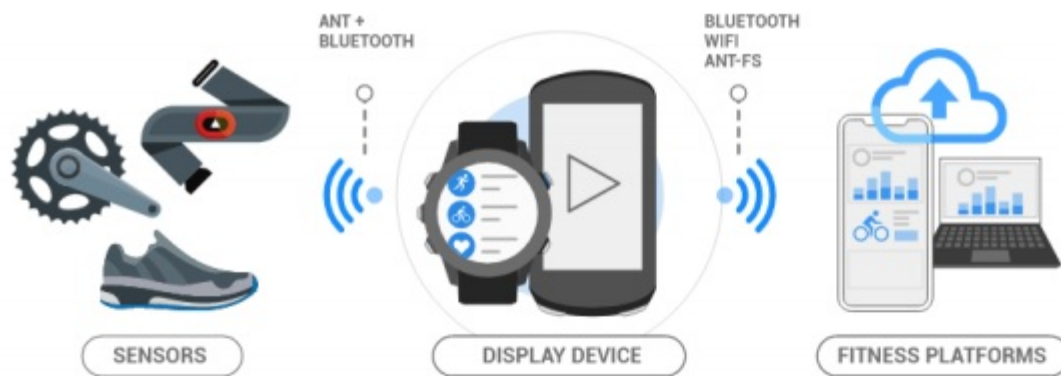 ANT +
BLUETOOTH
BLUETOOTH
WIFI
ANT-FS
SENSORS
DISPLAY DEVICE
FITNESS PLATFORMS